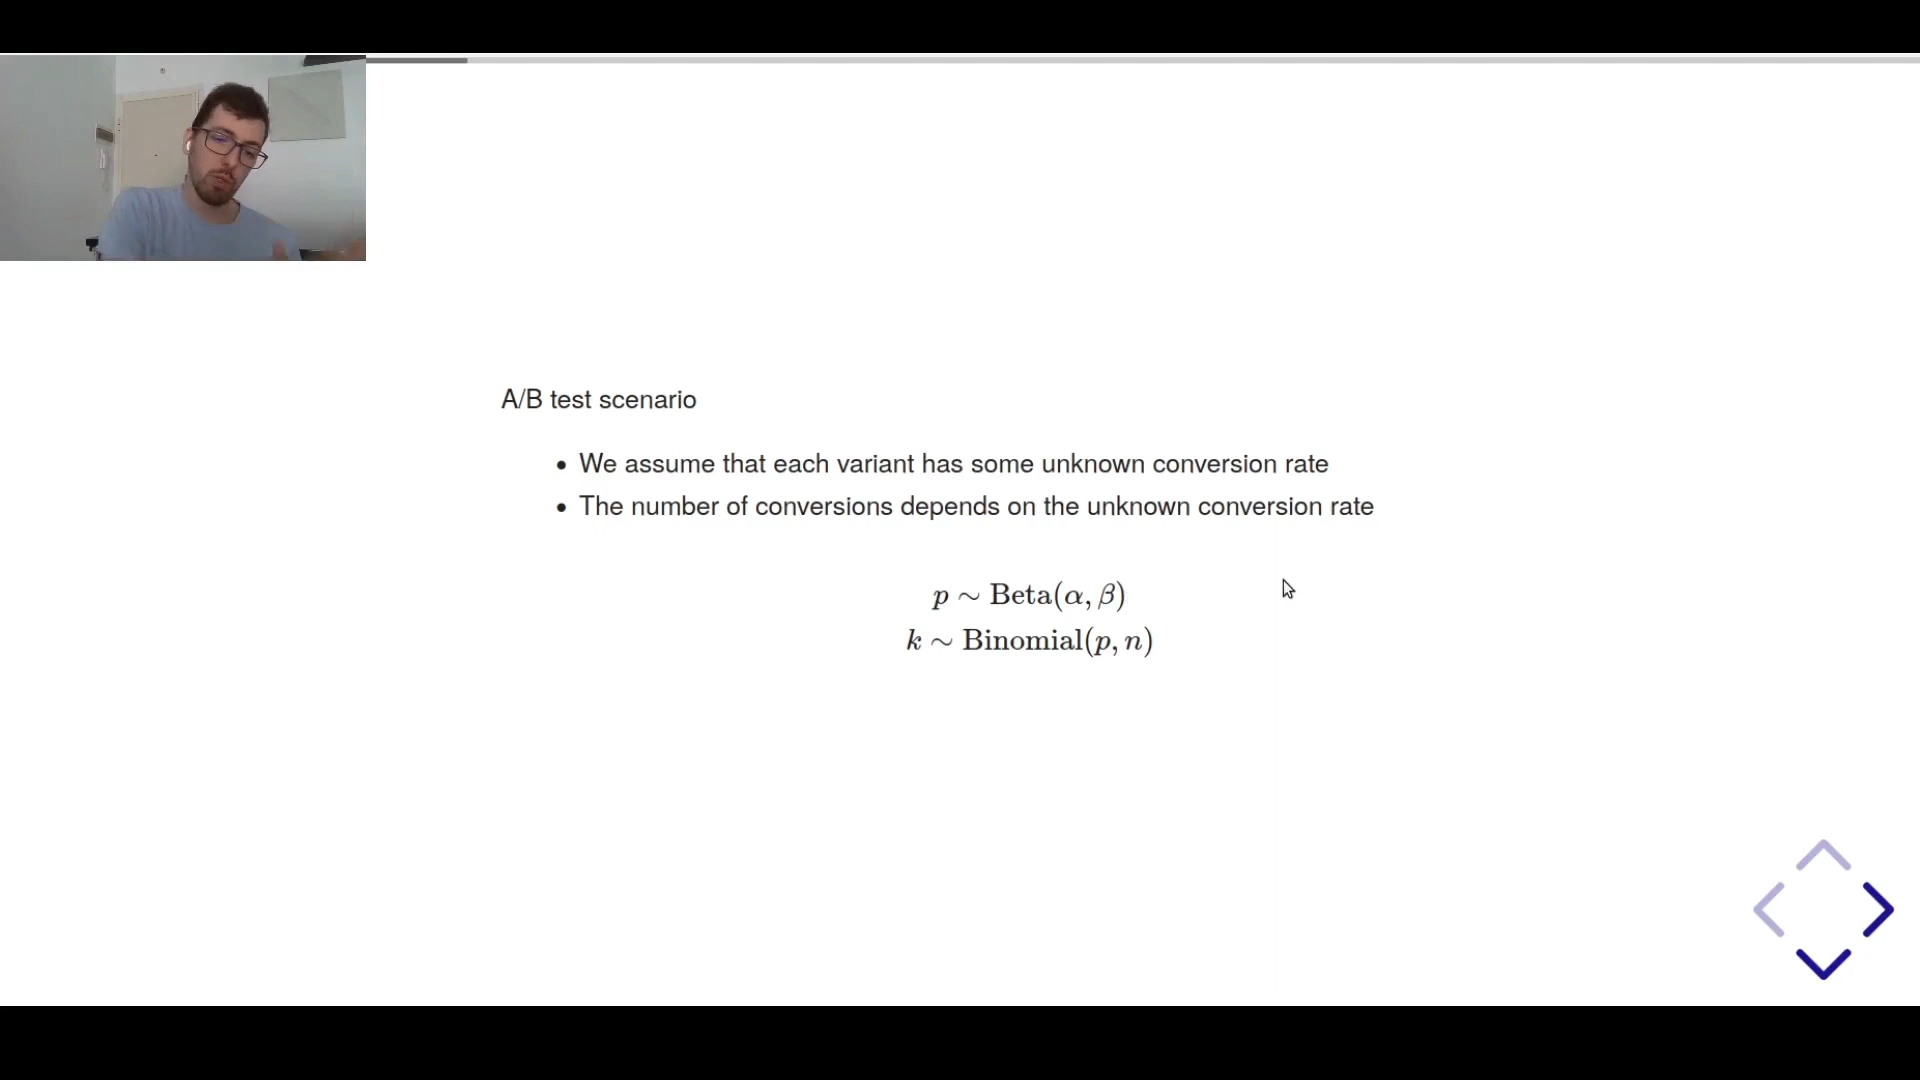 A/B test scenario
• We assume that each variant has some unknown conversion rate
• The number of conversions depends on the unknown conversion rate
p ∼ Beta(α, β)
k ∼ Binomial(p, n)